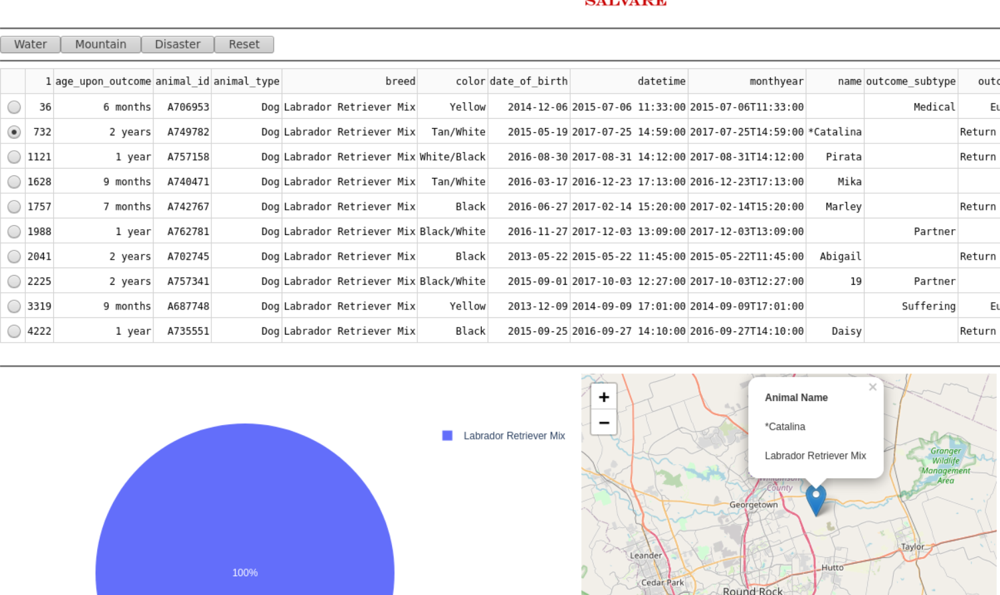 SALVARE
Water Mountain Disaster Reset
1 age_upon_outcome animal_id animal_type breed color date_of_birth datetime monthyear name outcome_subtype outc
36 6 months A706953 Dog Labrador Retriever Mix Yellow 2014-12-06 2015-07-06 11:33:00 2015-07-06T11:33:00 Medical Eu
732 2 years A749782 Dog Labrador Retriever Mix Tan/White 2015-05-19 2017-07-25 14:59:00 2017-07-25T14:59:00 *Catalina Return
1121 1 year A757158 Dog Labrador Retriever Mix White/Black 2016-08-30 2017-08-31 14:12:00 2017-08-31T14:12:00 Pirata Return
1628 9 months A740471 Dog Labrador Retriever Mix Tan/White 2016-03-17 2016-12-23 17:13:00 2016-12-23T17:13:00 Mika
1757 7 months A742767 Dog Labrador Retriever Mix Black 2016-06-27 2017-02-14 15:20:00 2017-02-14T15:20:00 Marley Return
1988 1 year A762781 Dog Labrador Retriever Mix Black/White 2016-11-27 2017-12-03 13:09:00 2017-12-03T13:09:00 Partner
2041 2 years A702745 Dog Labrador Retriever Mix Black 2013-05-22 2015-05-22 11:45:00 2015-05-22T11:45:00 Abigail Return
2225 2 years A757341 Dog Labrador Retriever Mix Black/White 2015-09-01 2017-10-03 12:27:00 2017-10-03T12:27:00 19 Partner
3319 9 months A687748 Dog Labrador Retriever Mix Yellow 2013-12-09 2014-09-09 17:01:00 2014-09-09T17:01:00 Suffering Eu
4222 1 year A735551 Dog Labrador Retriever Mix Black 2015-09-25 2016-09-27 14:10:00 2016-09-27T14:10:00 Daisy Return
Labrador Retriever Mix
100%
+
−
Animal Name
×
*Catalina
Labrador Retriever Mix
Granger
Wildlife
Management
Area
Williamson
County
Georgetown
Taylor
Leander
Hutto
Cedar Park
Round Rock